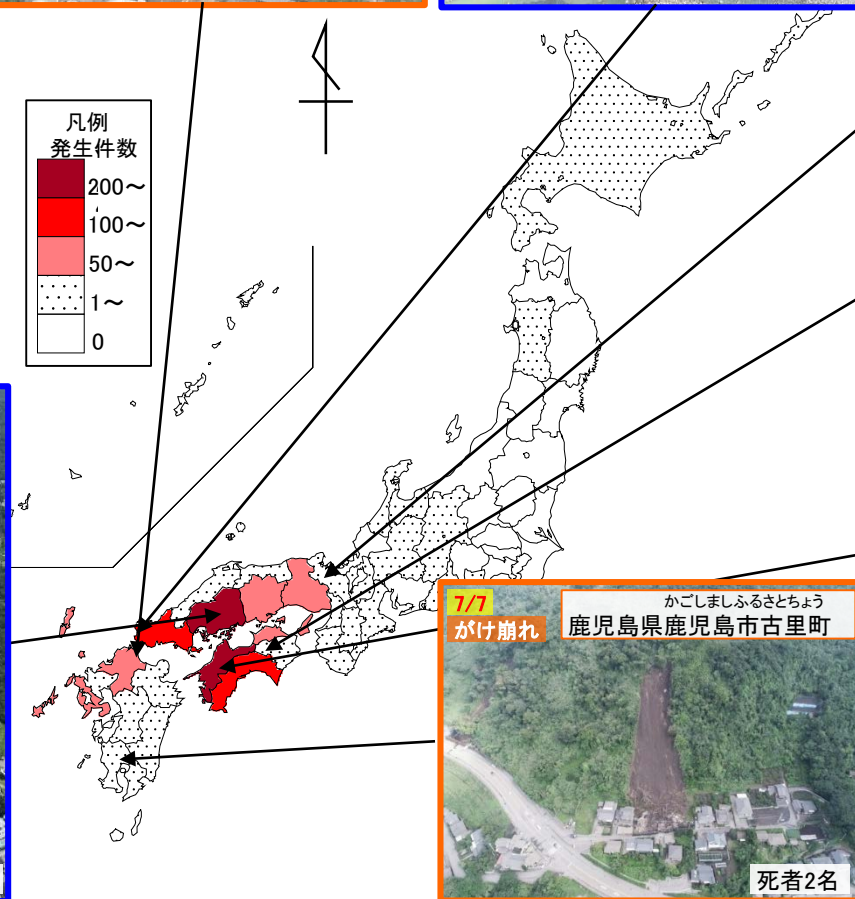 凡例
発生件数
200～
100～
50～
1～
0
7/7
がけ崩れ
かごしましふるさとちょう
鹿児島県鹿児島市古里町
死者2名